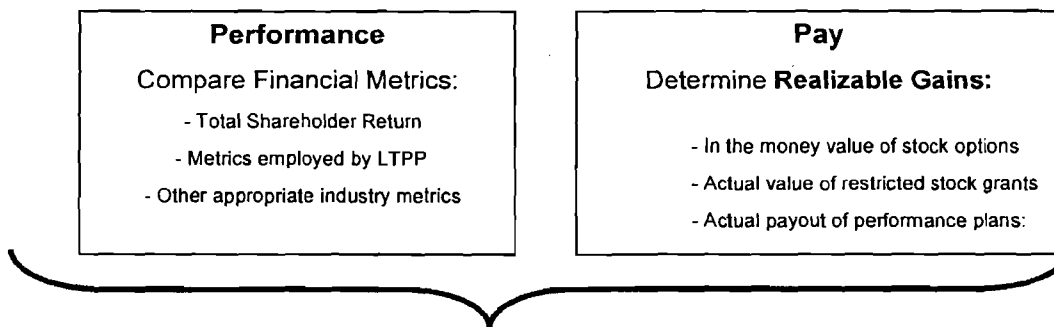 Performance
Compare Financial Metrics:
- Total Shareholder Return
- Metrics employed by LTPP
- Other appropriate industry metrics
Pay
Determine Realizable Gains:
- In the money value of stock options
- Actual value of restricted stock grants
- Actual payout of performance plans: